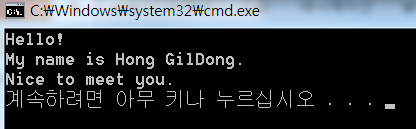 C:₩Windows₩system32₩cmd.exe
Hello!
My name is Hong GilDong.
Nice to meet you.
계속하려면 아무 키나 누르십시오 . . .